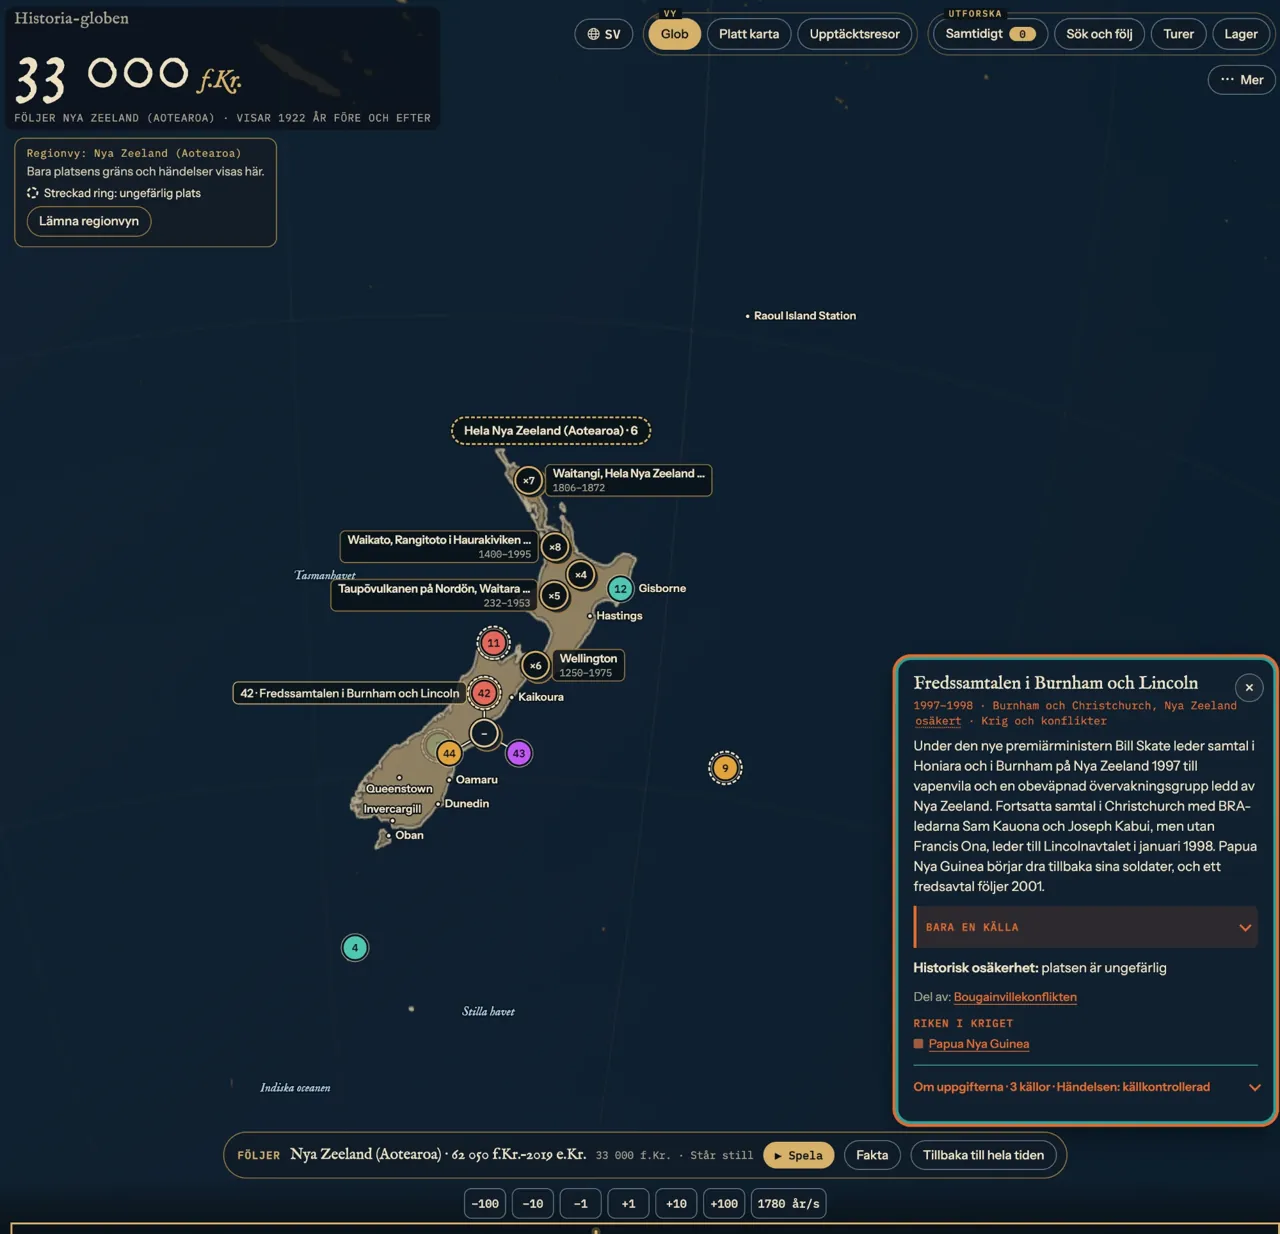 Historia-globen
33 000 f.Kr.
FÖLJER NYA ZEELAND (AOTEAROA) · VISAR 1922 ÅR FÖRE OCH EFTER
SV
VY
Glob
Platt karta
Upptäcktsresor
UTFORSKA
Samtidigt 0
Sök och följ
Turer
Lager
··· Mer
Regionvy: Nya Zeeland (Aotearoa)
Bara platsens gräns och händelser visas här.
Streckad ring: ungefärlig plats
Lämna regionvyn
Raoul Island Station
Hela Nya Zeeland (Aotearoa) · 6
×7
Waitangi, Hela Nya Zeeland ...
1806–1872
Waikato, Rangitoto i Haurakiviken ...
1400–1995
×8
Tasmanhavet
×4
Taupōvulkanen på Nordön, Waitara ...
232–1953
×5
12
Gisborne
Hastings
11
×6
Wellington
1250–1975
42 · Fredssamtalen i Burnham och Lincoln
42
Kaikoura
–
44
43
9
Oamaru
Queenstown
Dunedin
Invercargill
Oban
4
Stilla havet
Indiska oceanen
Fredssamtalen i Burnham och Lincoln
×
1997–1998 · Burnham och Christchurch, Nya Zeeland
osäkert · Krig och konflikter
Under den nye premiärministern Bill Skate leder samtal i
Honiara och i Burnham på Nya Zeeland 1997 till
vapenvila och en obeväpnad övervakningsgrupp ledd av
Nya Zeeland. Fortsatta samtal i Christchurch med BRA-
ledarna Sam Kauona och Joseph Kabui, men utan
Francis Ona, leder till Lincolnavtalet i januari 1998. Papua
Nya Guinea börjar dra tillbaka sina soldater, och ett
fredsavtal följer 2001.
BARA EN KÄLLA
Historisk osäkerhet: platsen är ungefärlig
Del av: Bougainvillekonflikten
RIKEN I KRIGET
Papua Nya Guinea
Om uppgifterna · 3 källor · Händelsen: källkontrollerad
FÖLJER Nya Zeeland (Aotearoa) · 62 050 f.Kr.–2019 e.Kr. 33 000 f.Kr. · Står still
► Spela
Fakta
Tillbaka till hela tiden
−100
−10
−1
+1
+10
+100
1780 år/s